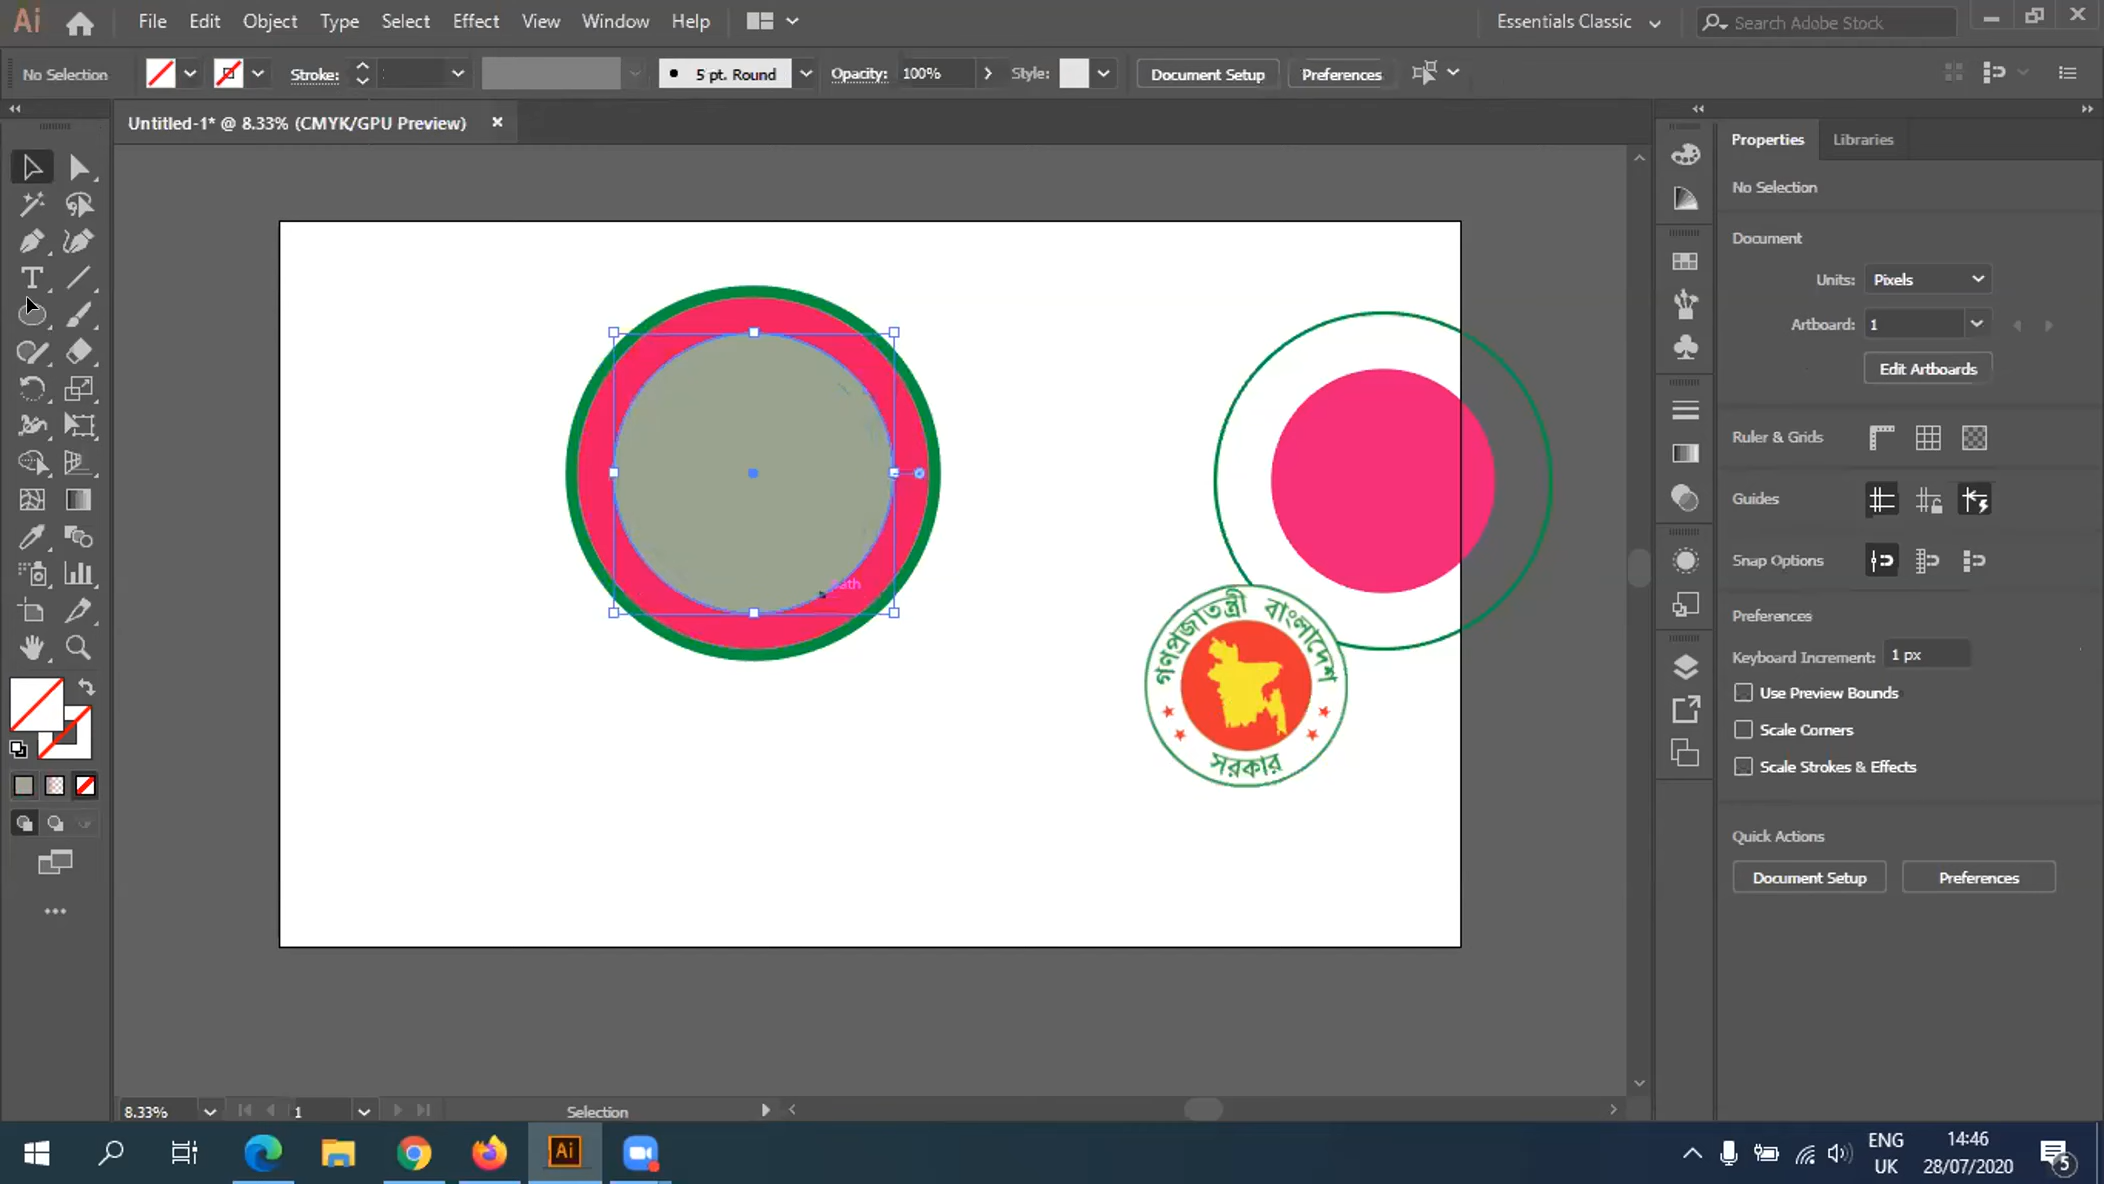 Ai File Edit Object Type Select Effect View Window Help Essentials Classic Search Adobe Stock
No Selection Stroke: 5 pt. Round Opacity: 100% Style: Document Setup Preferences
Untitled-1* @ 8.33% (CMYK/GPU Preview)
Properties Libraries
No Selection
Document
Units: Pixels
Artboard: 1
Edit Artboards
Ruler & Grids
Guides
Snap Options
Preferences
Keyboard Increment: 1 px
Use Preview Bounds
Scale Corners
Scale Strokes & Effects
Quick Actions
Document Setup Preferences
গণপ্রজাতন্ত্রী বাংলাদেশ
সরকার
8.33% 1 Selection
Ai
ENG
UK
14:46
28/07/2020
5